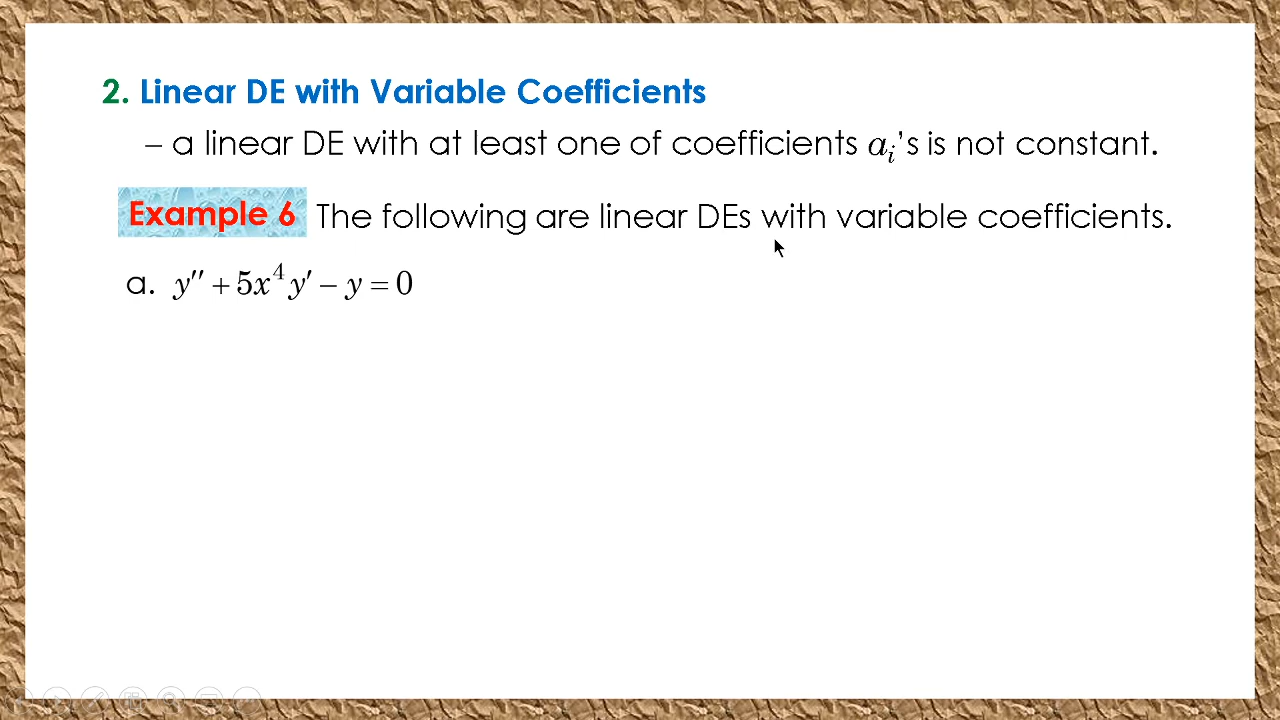 2. Linear DE with Variable Coefficients
– a linear DE with at least one of coefficients aᵢ's is not constant.
Example 6 The following are linear DEs with variable coefficients.
a. y″ + 5x⁴y′ – y = 0